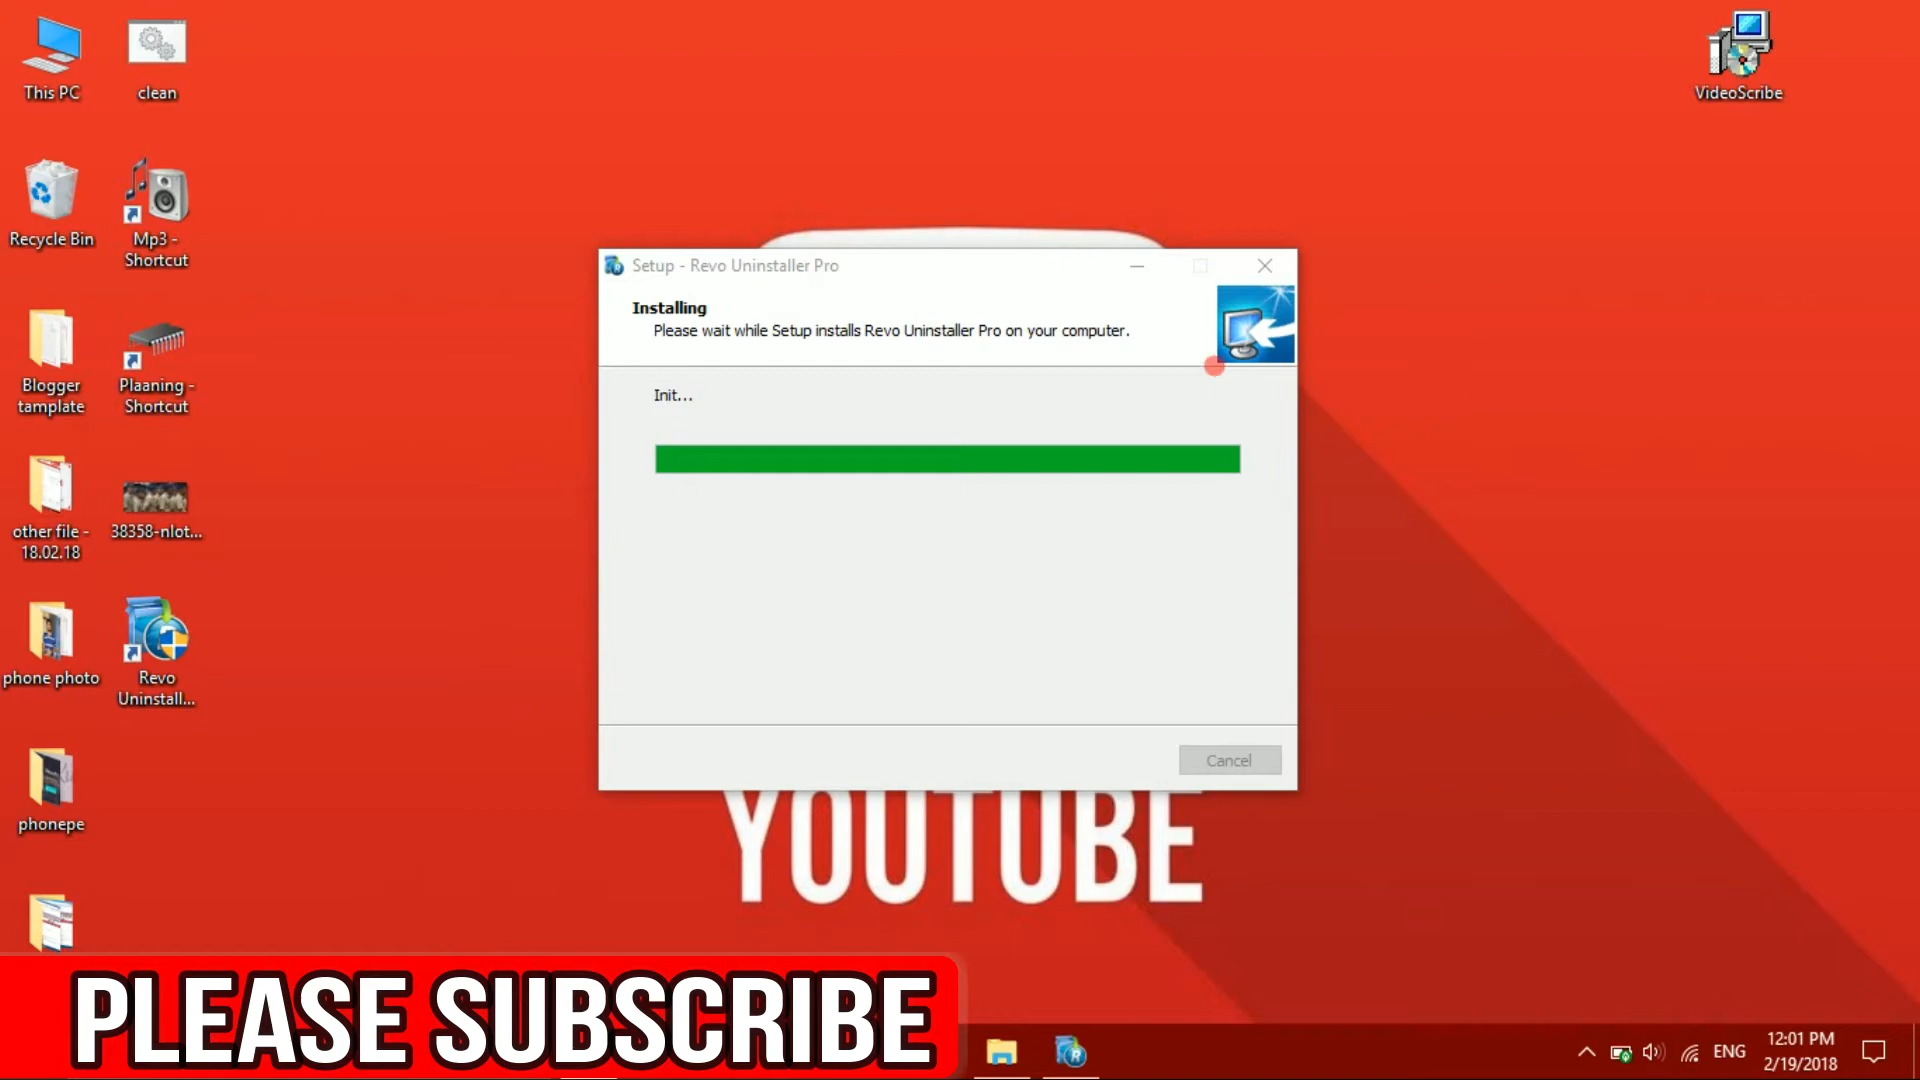 This PC
clean
VideoScribe
Recycle Bin
Mp3 -
Shortcut
Setup - Revo Uninstaller Pro
Installing
Please wait while Setup installs Revo Uninstaller Pro on your computer.
Init...
Blogger
tamplate
Plaaning -
Shortcut
other file -
18.02.18
38358-nlot...
phone photo
Revo
Uninstall...
Cancel
phonepe
YOUTUBE
PLEASE SUBSCRIBE
ENG
12:01 PM
2/19/2018